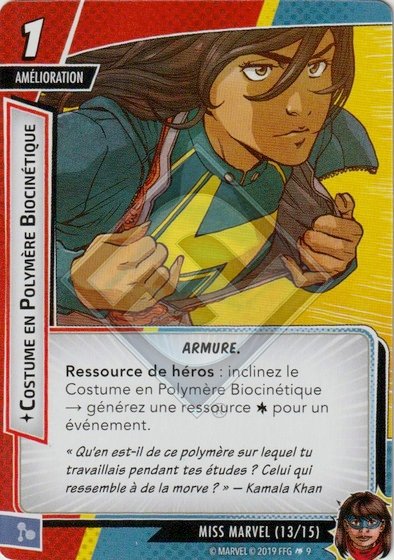 1
AMÉLIORATION
COSTUME EN POLYMÈRE BIOCINÉTIQUE
ARMURE.
Ressource de héros : inclinez le
Costume en Polymère Biocinétique
→ générez une ressource pour un
événement.
« Qu'en est-il de ce polymère sur lequel tu
travaillais pendant tes études ? Celui qui
ressemble à de la morve ? » — Kamala Khan
MISS MARVEL (13/15)
© MARVEL © 2019 FFG 9